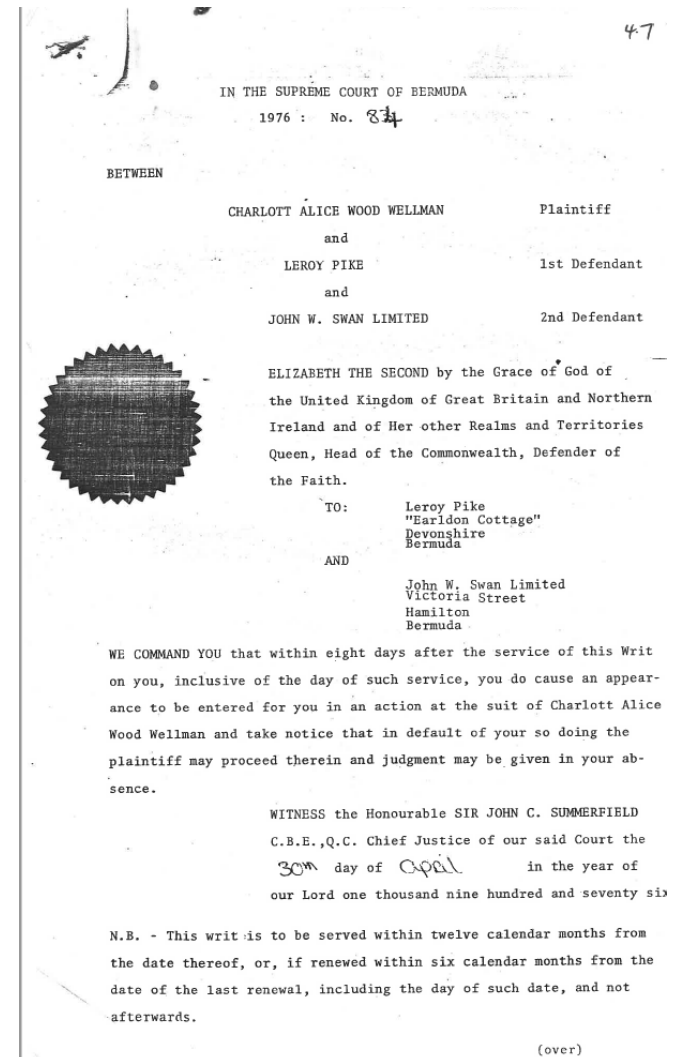 4.7
IN THE SUPREME COURT OF BERMUDA
1976 : No.
BETWEEN
CHARLOTT ALICE WOOD WELLMAN Plaintiff
and
LEROY PIKE 1st Defendant
and
JOHN W. SWAN LIMITED 2nd Defendant
ELIZABETH THE SECOND by the Grace of God of
the United Kingdom of Great Britain and Northern
Ireland and of Her other Realms and Territories
Queen, Head of the Commonwealth, Defender of
the Faith.
TO: Leroy Pike
"Earldon Cottage"
Devonshire
Bermuda
AND
John W. Swan Limited
Victoria Street
Hamilton
Bermuda
WE COMMAND YOU that within eight days after the service of this Writ
on you, inclusive of the day of such service, you do cause an appear-
ance to be entered for you in an action at the suit of Charlott Alice
Wood Wellman and take notice that in default of your so doing the
plaintiff may proceed therein and judgment may be given in your ab-
sence.
WITNESS the Honourable SIR JOHN C. SUMMERFIELD
C.B.E.,Q.C. Chief Justice of our said Court the
30th day of April in the year of
our Lord one thousand nine hundred and seventy six
N.B. - This writ is to be served within twelve calendar months from
the date thereof, or, if renewed within six calendar months from the
date of the last renewal, including the day of such date, and not
afterwards.
(over)